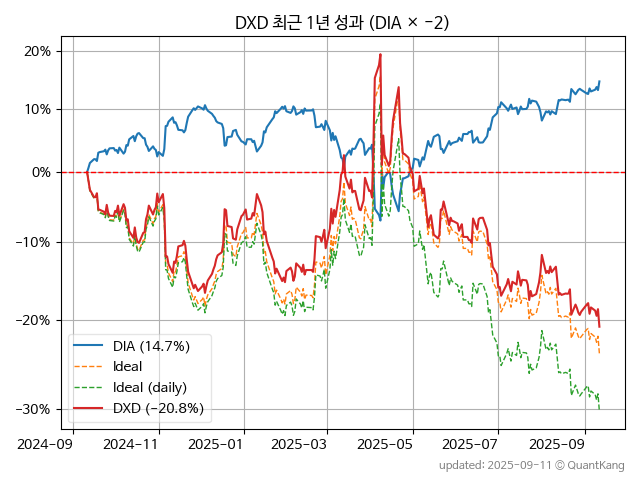 DXD 최근 1년 성과 (DIA × −2)
20%
10%
0%
−10%
−20%
−30%
DIA (14.7%)
Ideal
Ideal (daily)
DXD (−20.8%)
2024-09
2024-11
2025-01
2025-03
2025-05
2025-07
2025-09
updated: 2025-09-11 © QuantKang